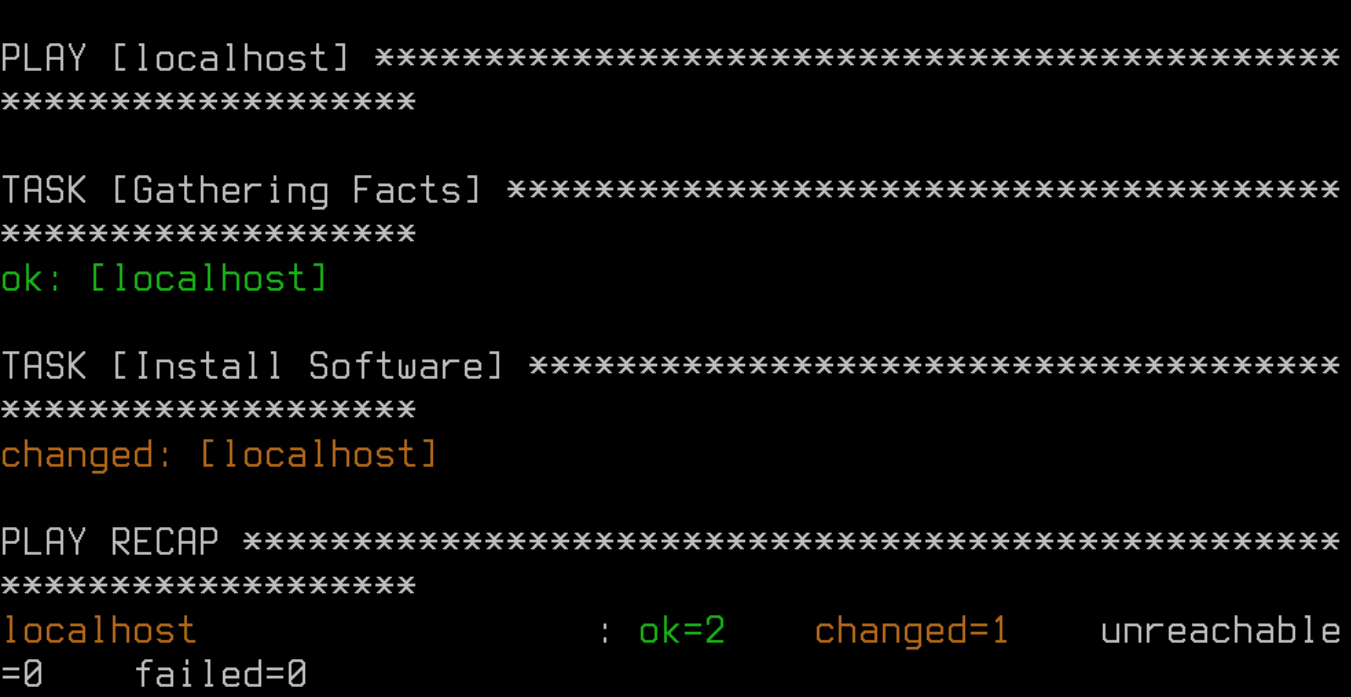 PLAY [localhost] ********************************************
*******************
TASK [Gathering Facts] **************************************
*******************
ok: [localhost]
TASK [Install Software] *************************************
*******************
changed: [localhost]
PLAY RECAP **************************************************
*******************
localhost                  : ok=2    changed=1    unreachable
=0    failed=0